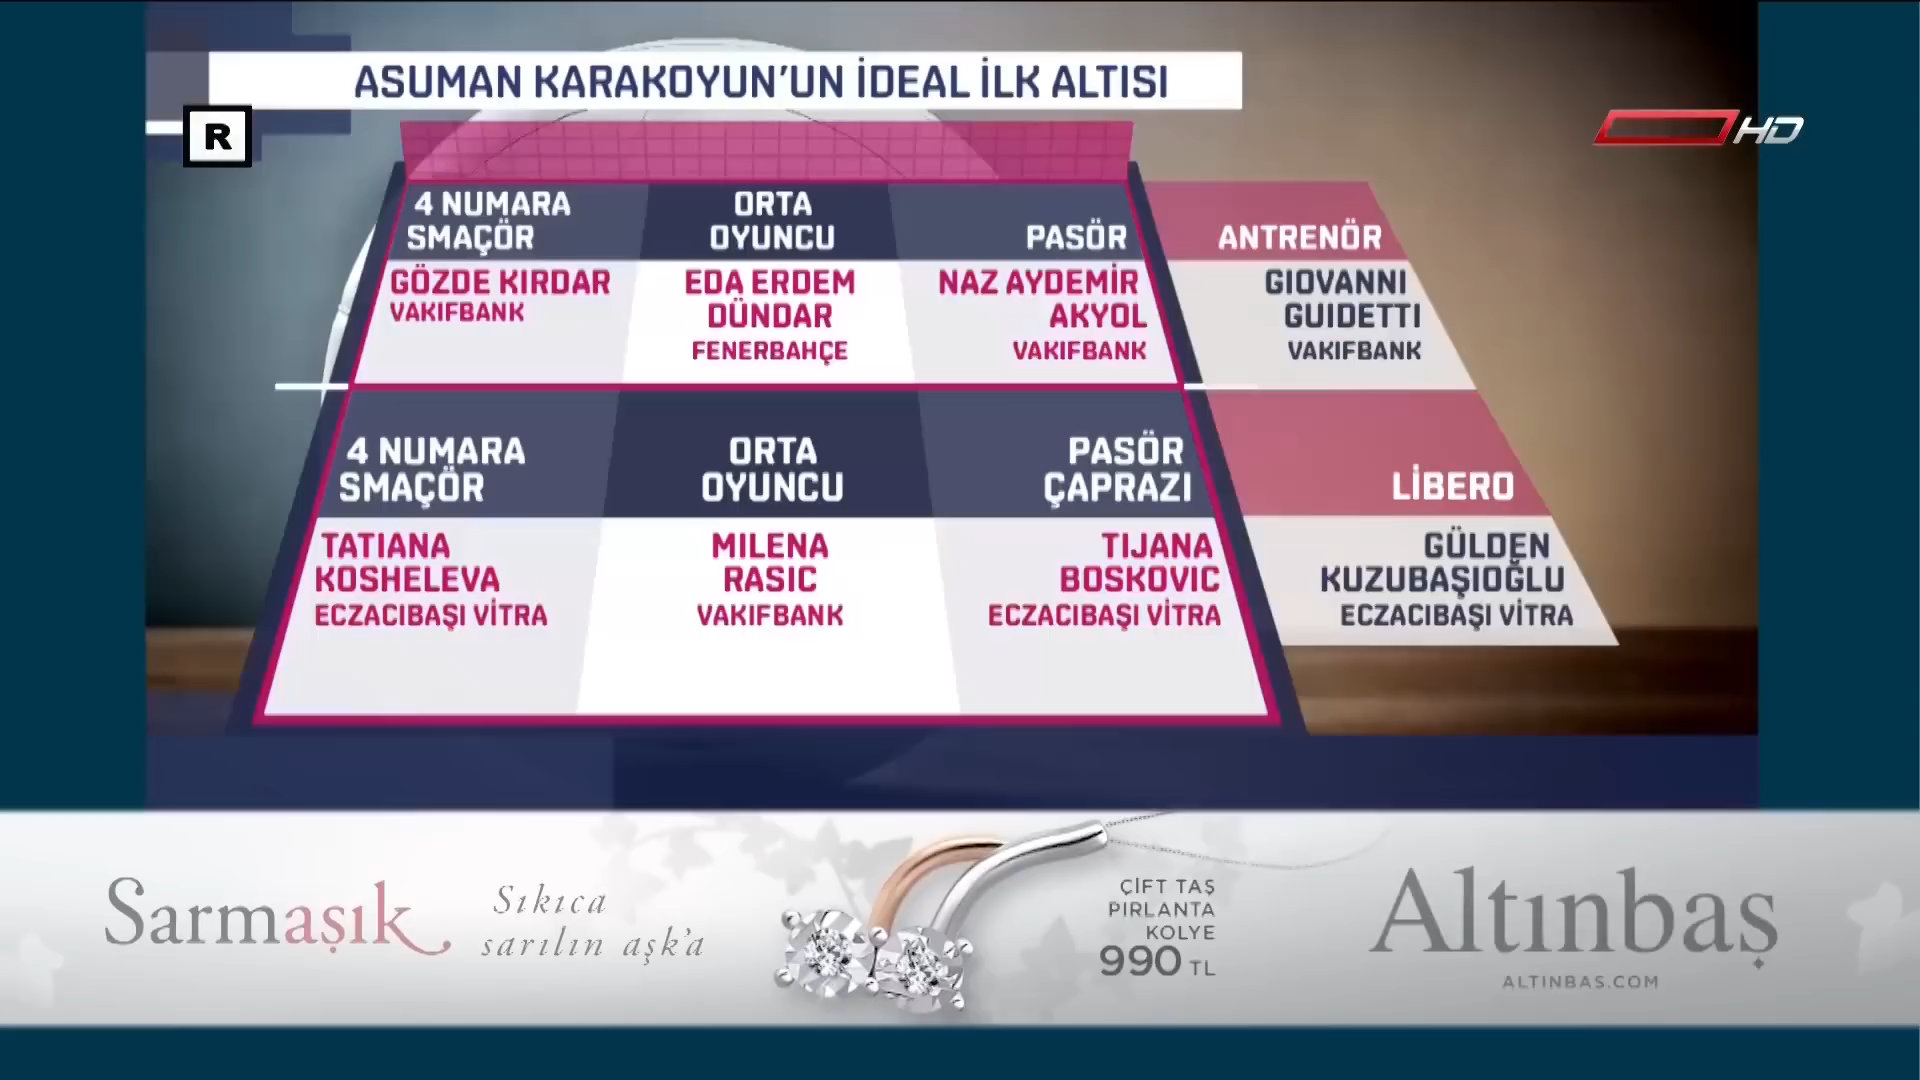 ASUMAN KARAKOYUN'UN İDEAL İLK ALTISI
R
HD
4 NUMARA
SMAÇÖR
GÖZDE KIRDAR
VAKIFBANK
ORTA
OYUNCU
EDA ERDEM
DÜNDAR
FENERBAHÇE
PASÖR
NAZ AYDEMİR
AKYOL
VAKIFBANK
ANTRENÖR
GIOVANNI
GUIDETTI
VAKIFBANK
4 NUMARA
SMAÇÖR
TATIANA
KOSHELEVA
ECZACIBAŞI VİTRA
ORTA
OYUNCU
MILENA
RASIC
VAKIFBANK
PASÖR
ÇAPRAZI
TIJANA
BOSKOVIC
ECZACIBAŞI VİTRA
LİBERO
GÜLDEN
KUZUBAŞIOĞLU
ECZACIBAŞI VİTRA
Sarmaşık
Sıkıca
sarılın aşk'a
ÇİFT TAŞ
PIRLANTA
KOLYE
990 TL
Altınbaş
ALTINBAS.COM